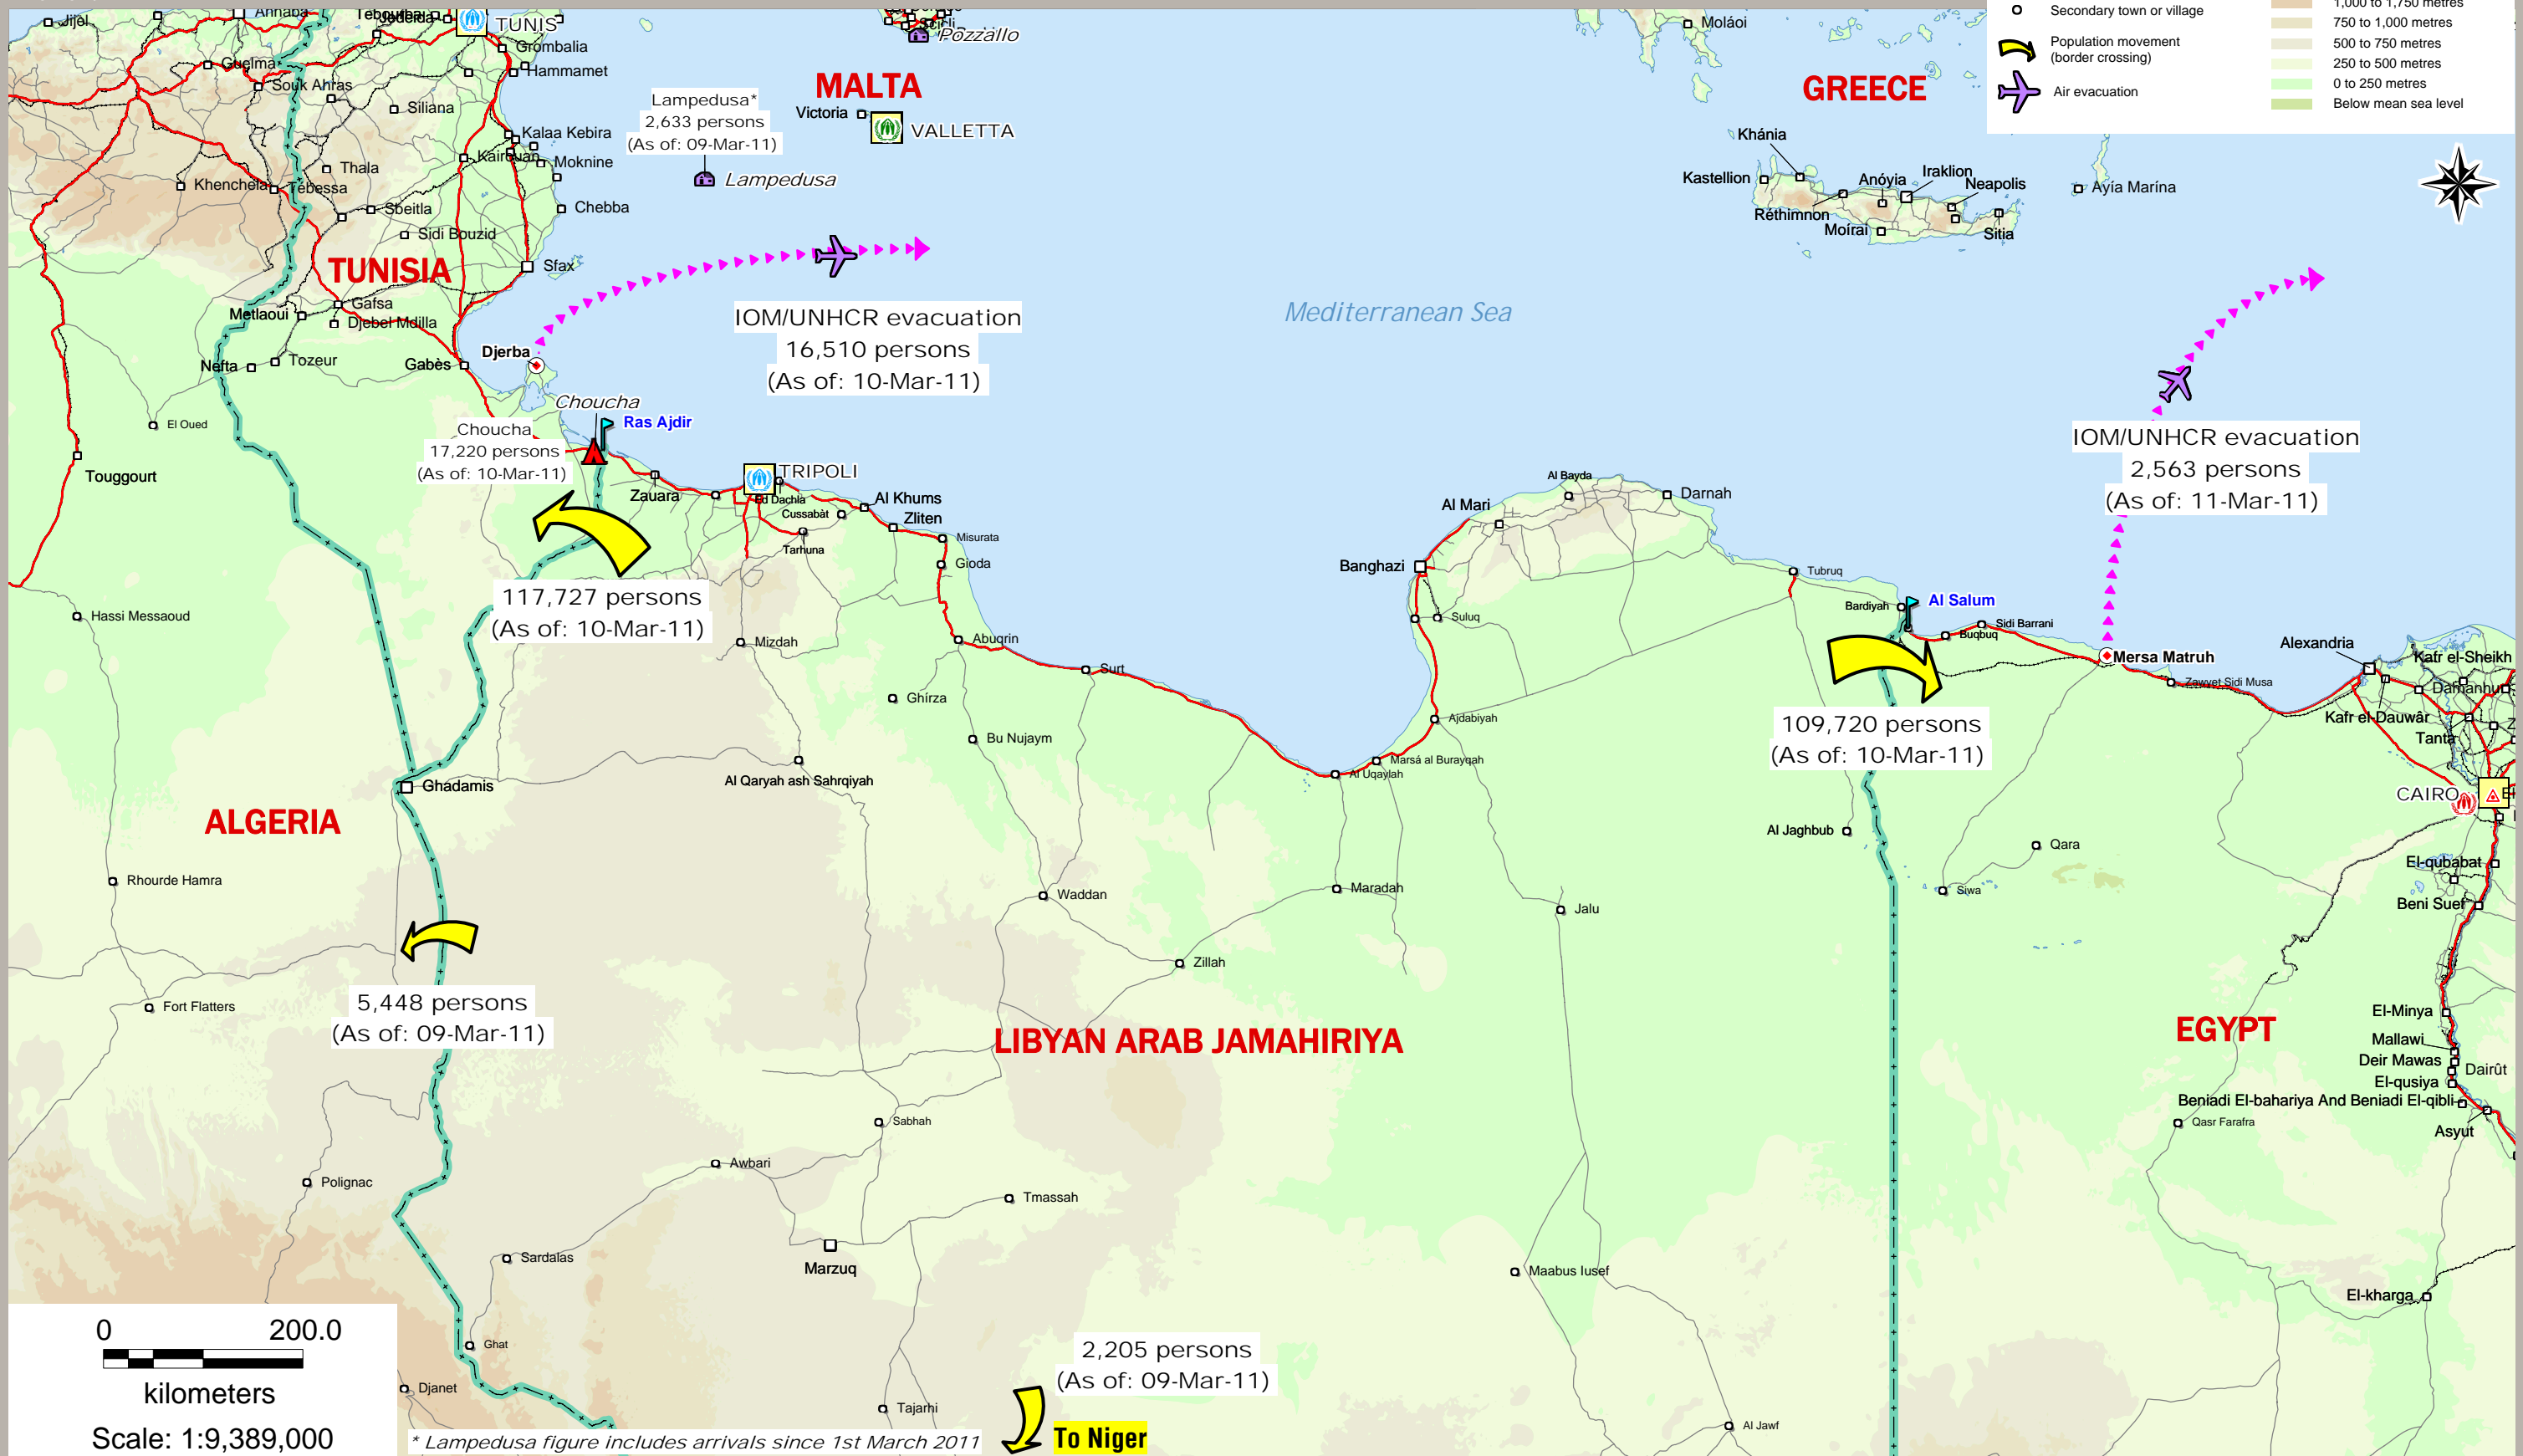 Jijel
Annaba
Tebourba
Jedeida
TUNIS
Grombalia
Hammamet
Guelma
Souk Ahras
Siliana
Kalaa Kebira
Kairouan
Moknine
Thala
Khenchela
Tébessa
Sbeitla
Chebba
Sidi Bouzid
TUNISIA
Sfax
Gafsa
Metlaoui
Djebel Mdilla
Nefta
Tozeur
Gabès
Djerba
El Oued
Touggourt
Hassi Messaoud
Scicli
Pozzallo
MALTA
Victoria
VALLETTA
Lampedusa*
2,633 persons
(As of: 09-Mar-11)
Lampedusa
IOM/UNHCR evacuation
16,510 persons
(As of: 10-Mar-11)
Mediterranean Sea
Moláoi
GREECE
Khánia
Kastellion
Anóyia
Iraklion
Neapolis
Réthimnon
Moírai
Sitia
Ayía Marína
Secondary town or village
Population movement
(border crossing)
Air evacuation
1,000 to 1,750 metres
750 to 1,000 metres
500 to 750 metres
250 to 500 metres
0 to 250 metres
Below mean sea level
Choucha
Choucha
17,220 persons
(As of: 10-Mar-11)
Ras Ajdir
TRIPOLI
Zauara
Ed Dachla
Cussabàt
Al Khums
Zliten
Tarhuna
Misurata
Gioda
117,727 persons
(As of: 10-Mar-11)
Mizdah
Abuqrin
Surt
Ghírza
Bu Nujaym
Al Qaryah ash Sahrqiyah
Ghadamis
Al Bayda
Al Mari
Darnah
Banghazi
Suluq
Tubruq
Bardiyah
Al Salum
Buqbuq
Sidi Barrani
IOM/UNHCR evacuation
2,563 persons
(As of: 11-Mar-11)
Mersa Matruh
Zawyet Sidi Musa
Alexandria
Kafr el-Sheikh
Damanhu
Kafr el-Dauwâr
Tanta
Z
CAIRO
El
Ajdabiyah
Marsá al Burayqah
Al Uqaylah
109,720 persons
(As of: 10-Mar-11)
Al Jaghbub
Qara
Siwa
El-qubabat
Beni Suef
ALGERIA
Rhourde Hamra
Fort Flatters
5,448 persons
(As of: 09-Mar-11)
Waddan
Maradah
Jalu
Zillah
LIBYAN ARAB JAMAHIRIYA
EGYPT
El-Minya
Mallawi
Deir Mawas
Dairût
El-qusiya
Beniadi El-bahariya And Beniadi El-qibli
Qasr Farafra
Asyut
Sabhah
Awbari
Polignac
Tmassah
Sardalas
Marzuq
Maabus Iusef
El-kharga
Ghat
Djanet
Tajarhi
Al Jawf
2,205 persons
(As of: 09-Mar-11)
To Niger
0 200.0
kilometers
Scale: 1:9,389,000
* Lampedusa figure includes arrivals since 1st March 2011